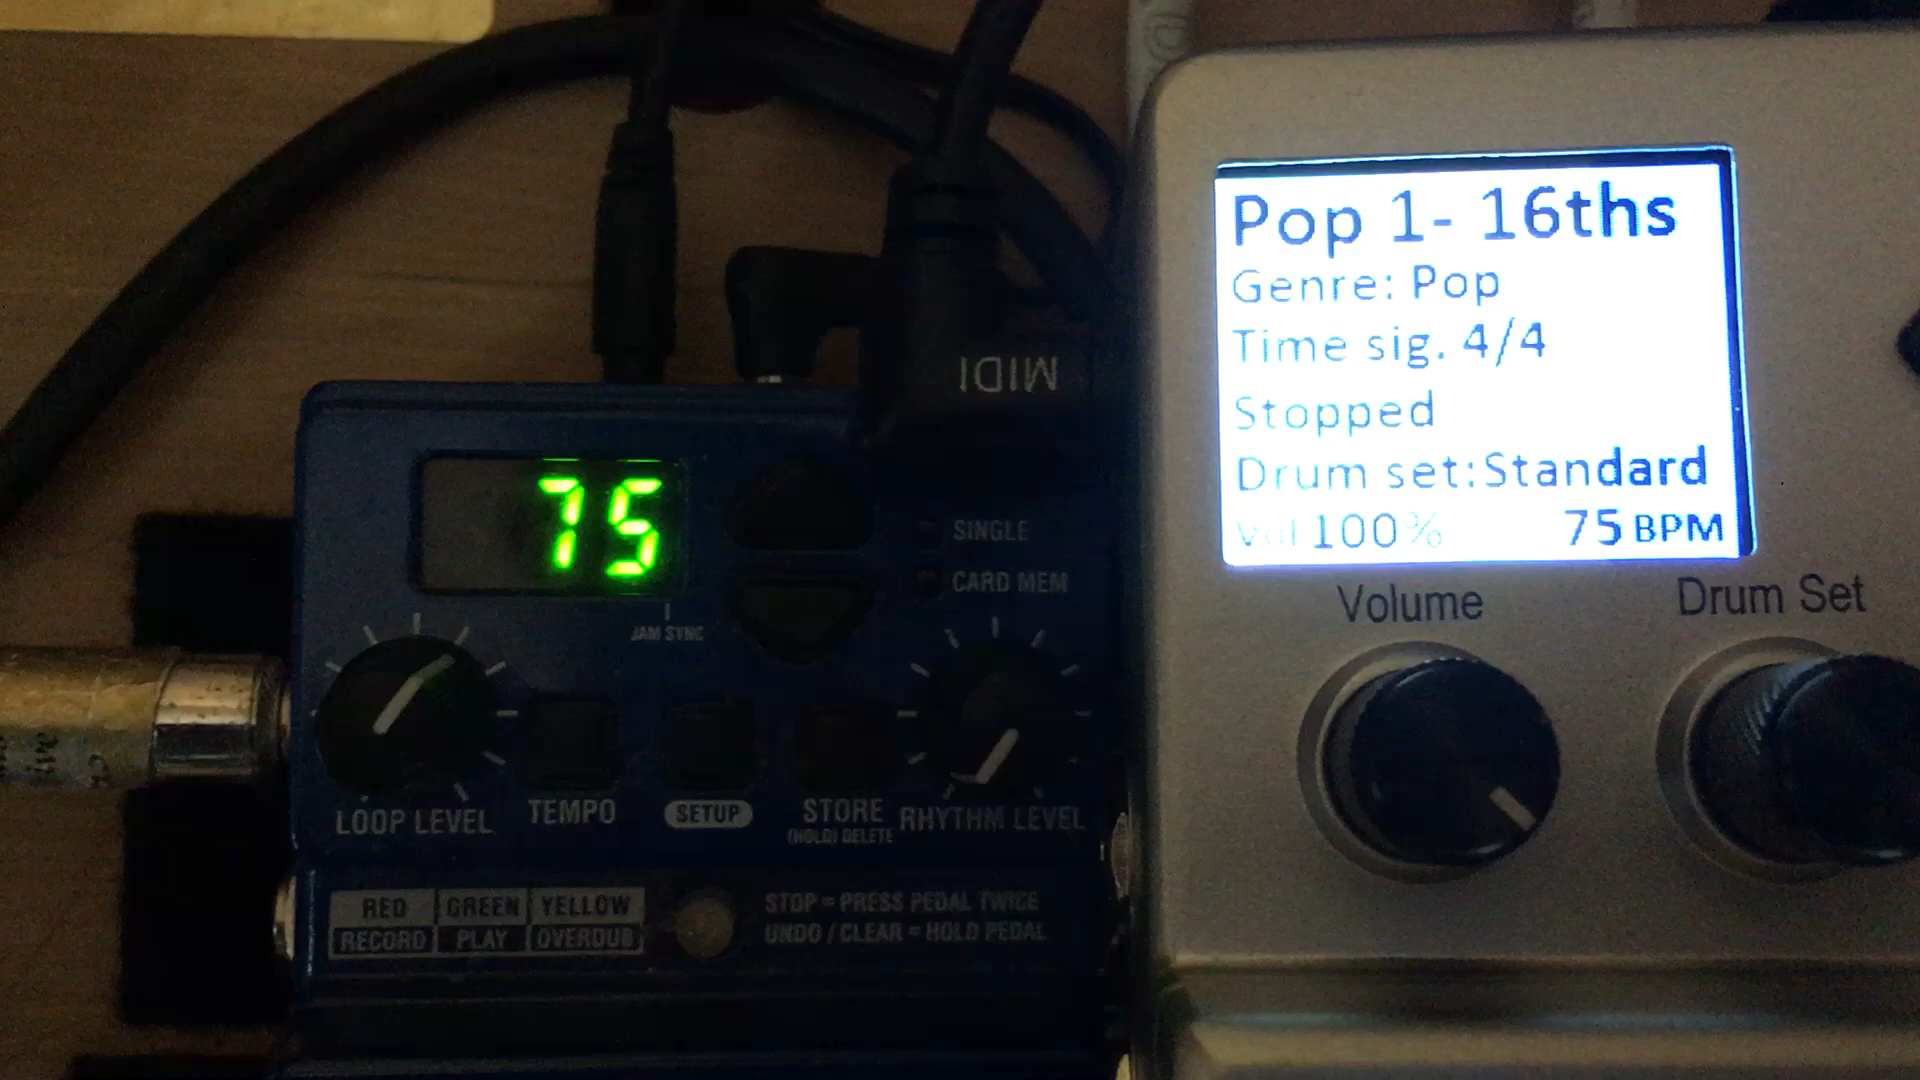 MIDI
75
JAM SYNC
SINGLE
CARD MEM
LOOP LEVEL
TEMPO
SETUP
STORE
(HOLD) DELETE
RHYTHM LEVEL
RED GREEN YELLOW
RECORD PLAY OVERDUB
STOP = PRESS PEDAL TWICE
UNDO / CLEAR = HOLD PEDAL
Pop 1- 16ths
Genre: Pop
Time sig. 4/4
Stopped
Drum set:Standard
Vol 100% 75 BPM
Volume
Drum Set